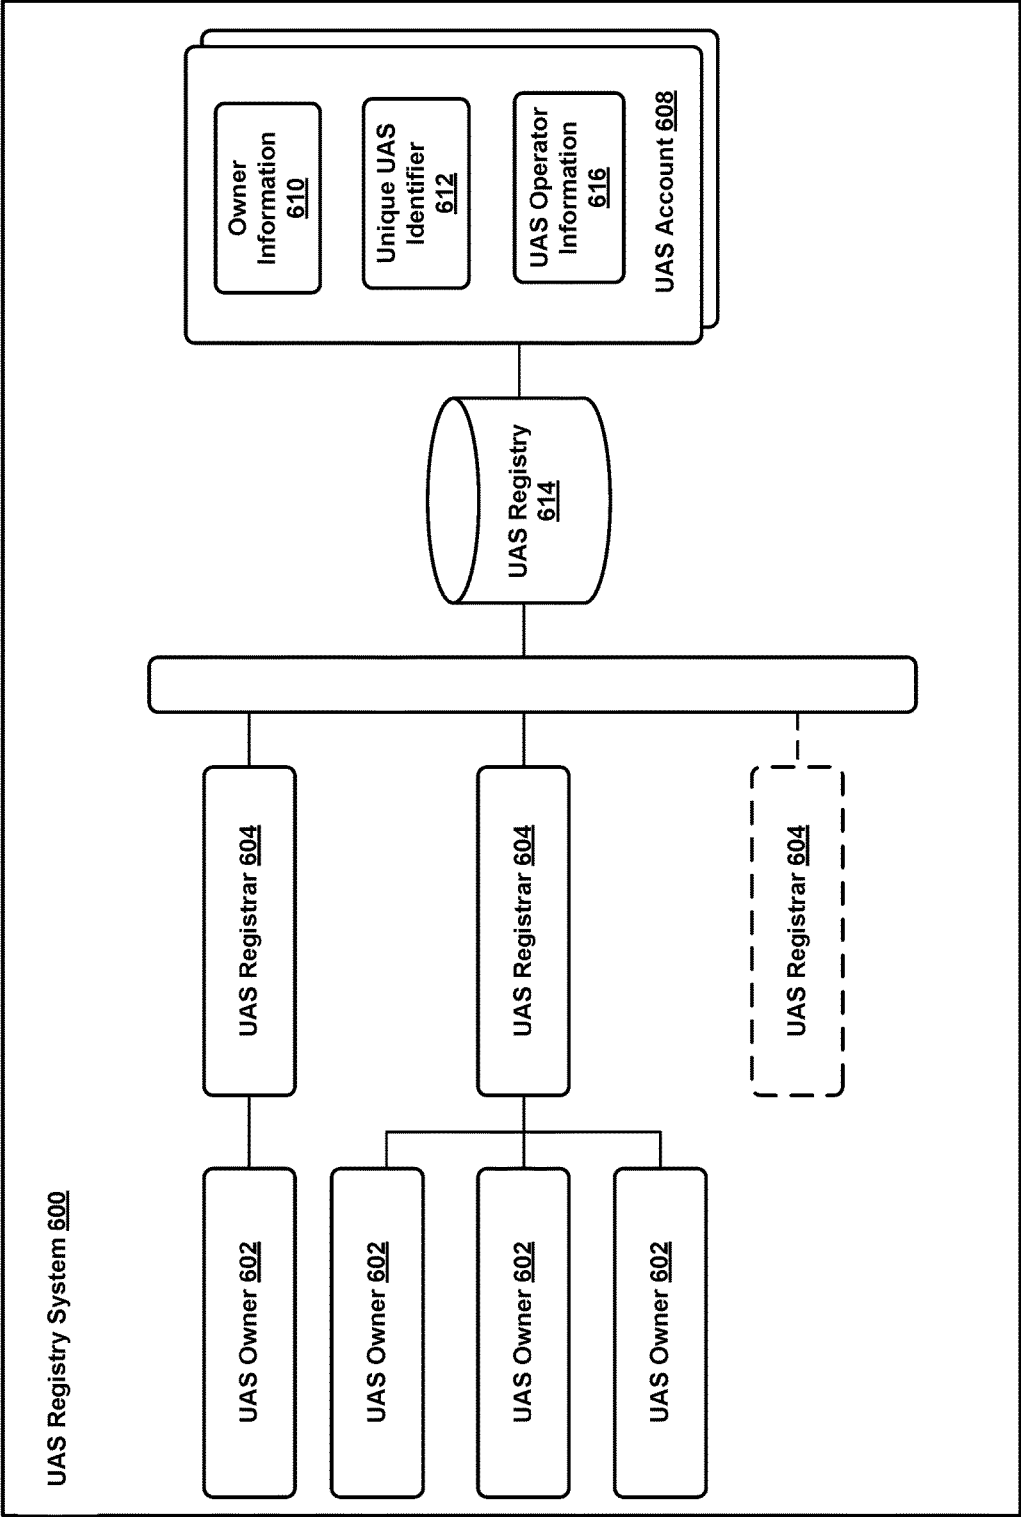 UAS Registry System 600
UAS Owner 602
UAS Owner 602
UAS Owner 602
UAS Owner 602
UAS Registrar 604
UAS Registrar 604
UAS Registrar 604
UAS Registry
614
Owner
Information
610
Unique UAS
Identifier
612
UAS Operator
Information
616
UAS Account 608